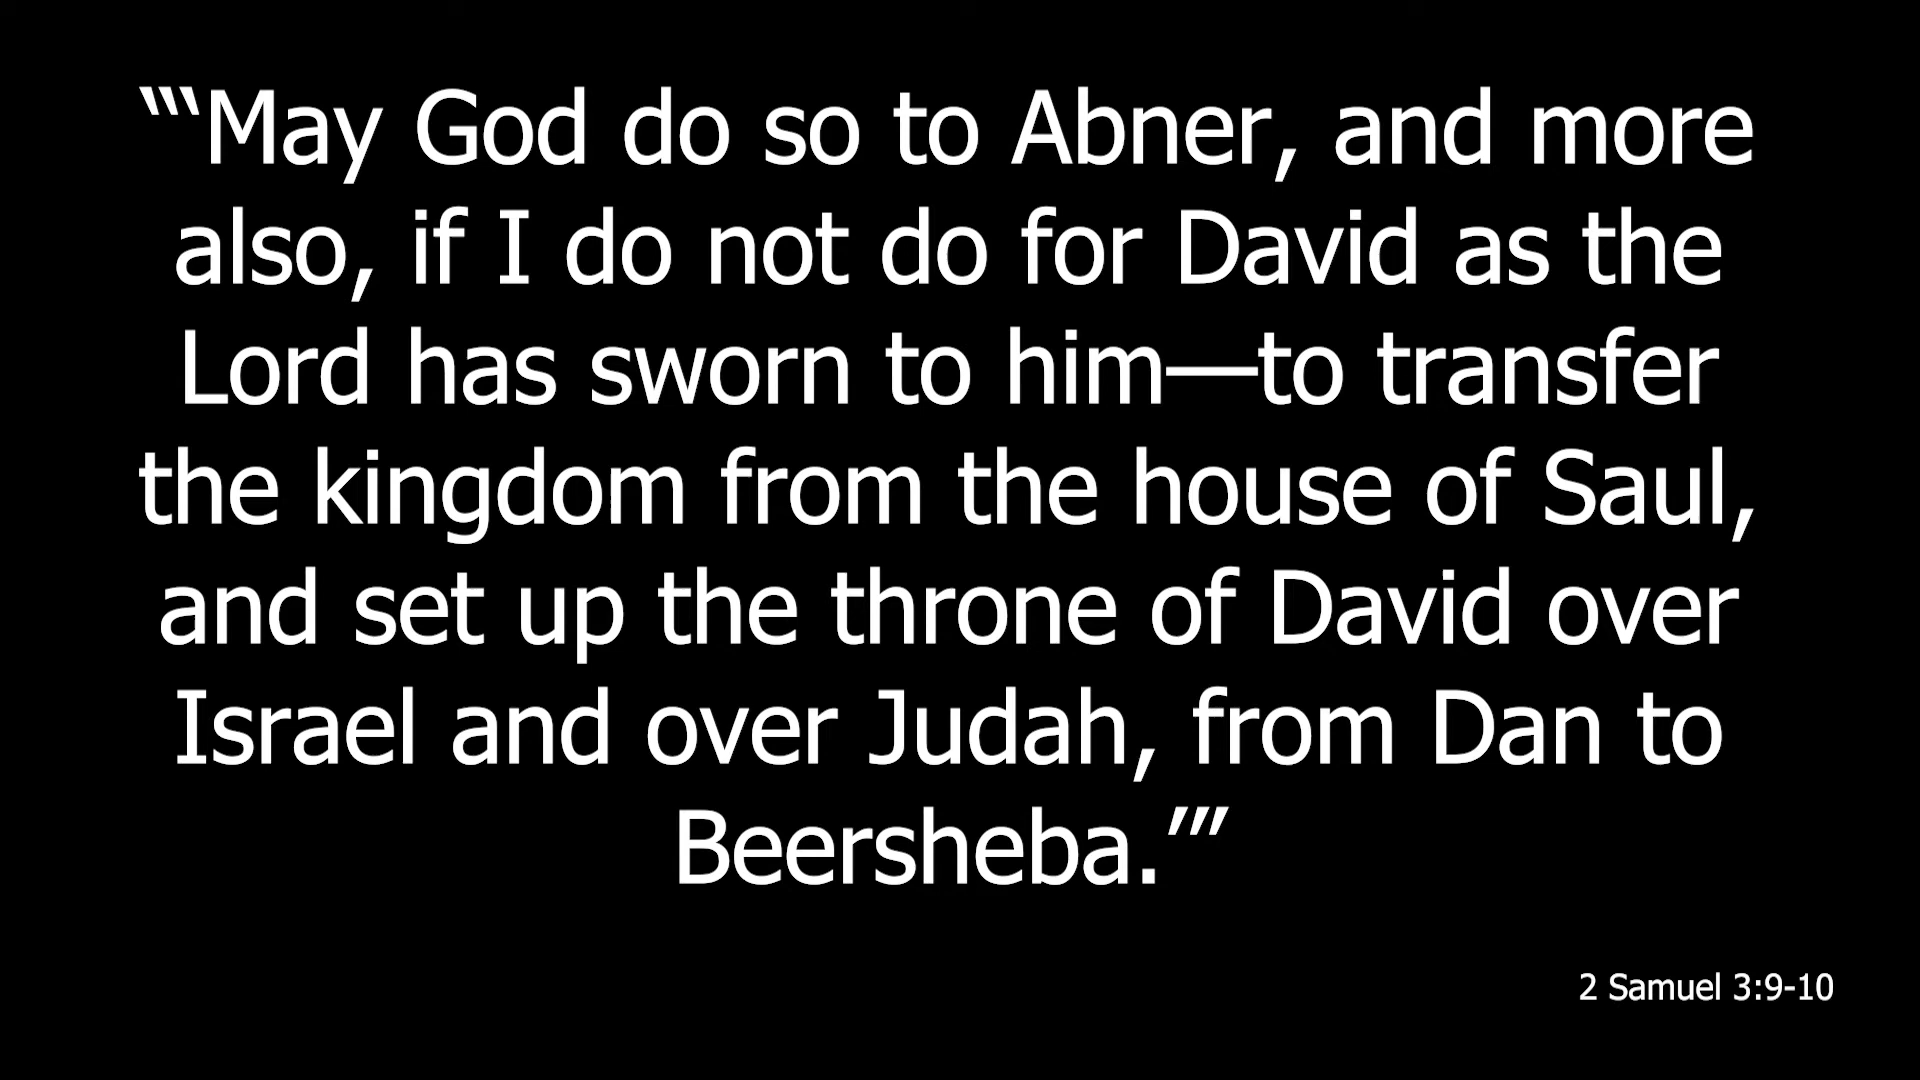 “‘May God do so to Abner, and more
also, if I do not do for David as the
Lord has sworn to him—to transfer
the kingdom from the house of Saul,
and set up the throne of David over
Israel and over Judah, from Dan to
Beersheba.’”
2 Samuel 3:9-10